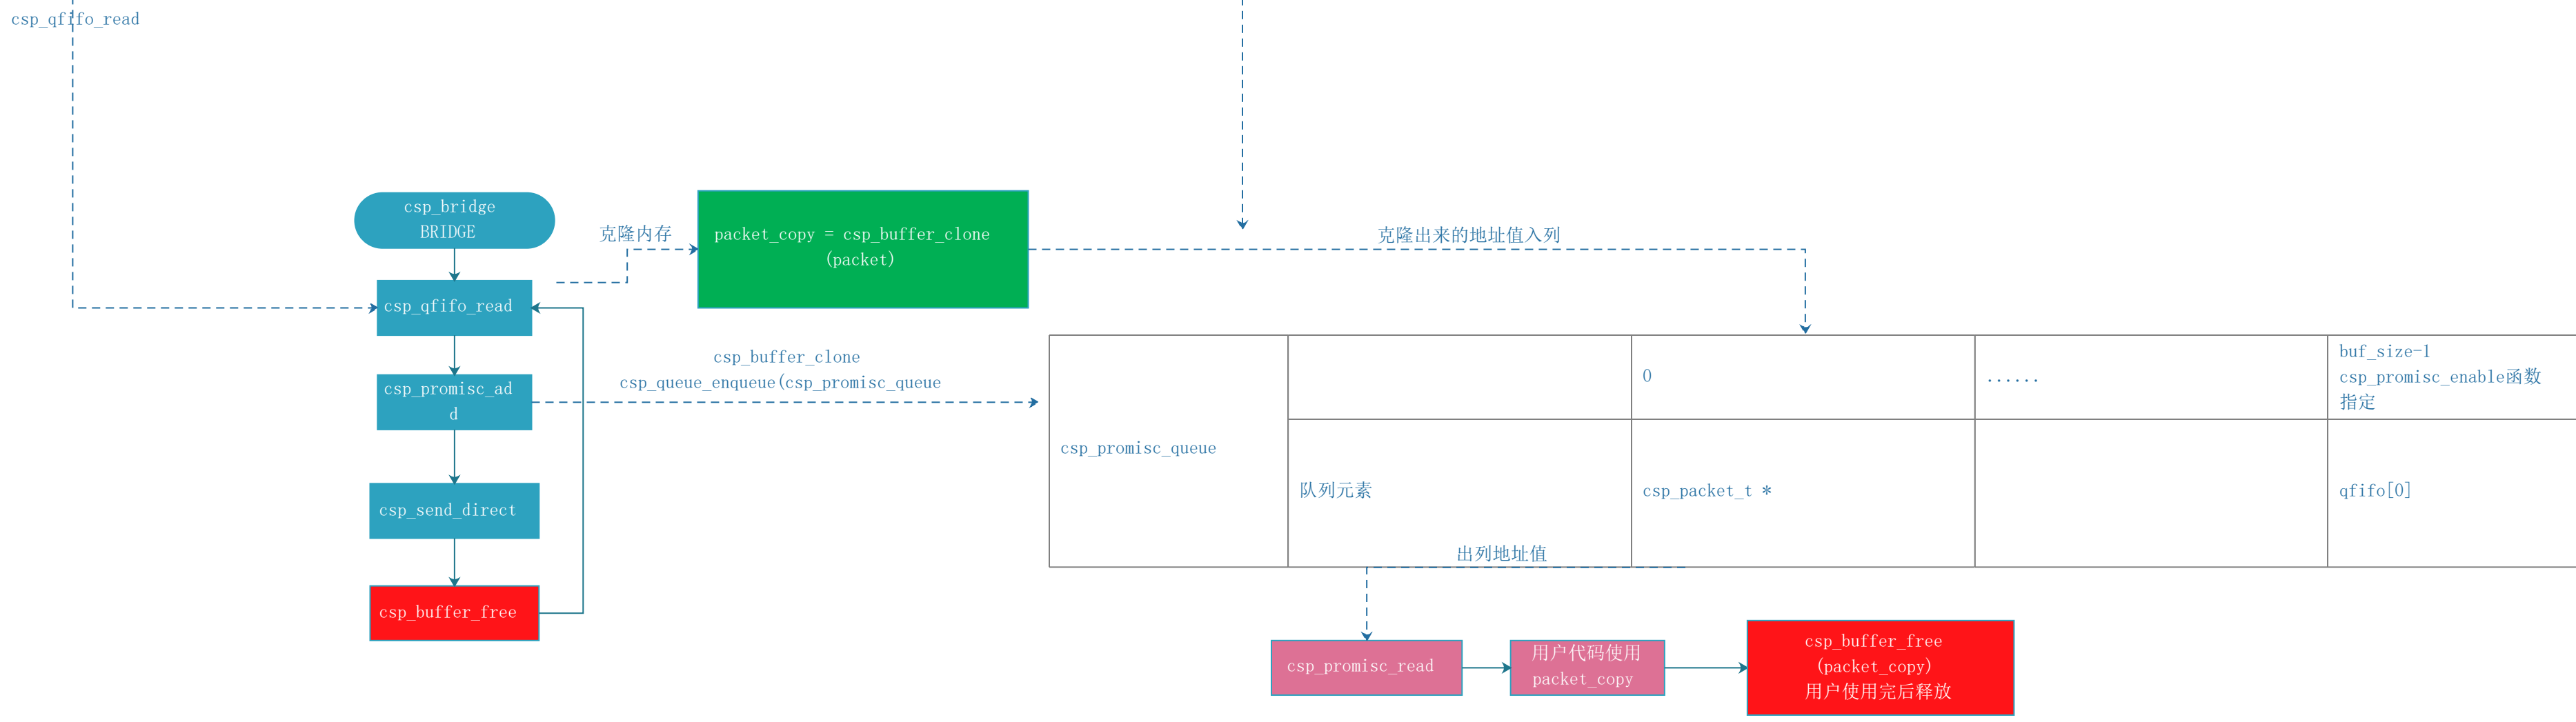 csp_qfifo_read
csp_bridge
BRIDGE
克隆内存
packet_copy = csp_buffer_clone
(packet)
克隆出来的地址值入列
csp_qfifo_read
csp_buffer_clone
csp_queue_enqueue(csp_promisc_queue
csp_promisc_ad
d
csp_send_direct
csp_buffer_free
csp_promisc_queue
0
......
buf_size-1
csp_promisc_enable函数
指定
队列元素
csp_packet_t *
qfifo[0]
出列地址值
csp_promisc_read
用户代码使用
packet_copy
csp_buffer_free
(packet_copy)
用户使用完后释放